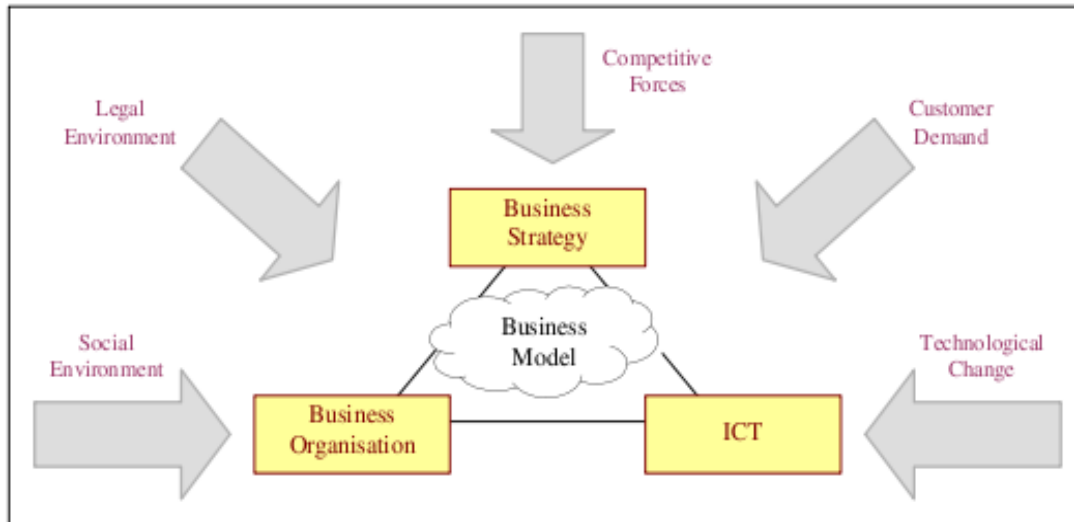 Competitive
Forces
Legal
Environment
Customer
Demand
Business
Strategy
Business
Model
Social
Environment
Technological
Change
Business
Organisation
ICT